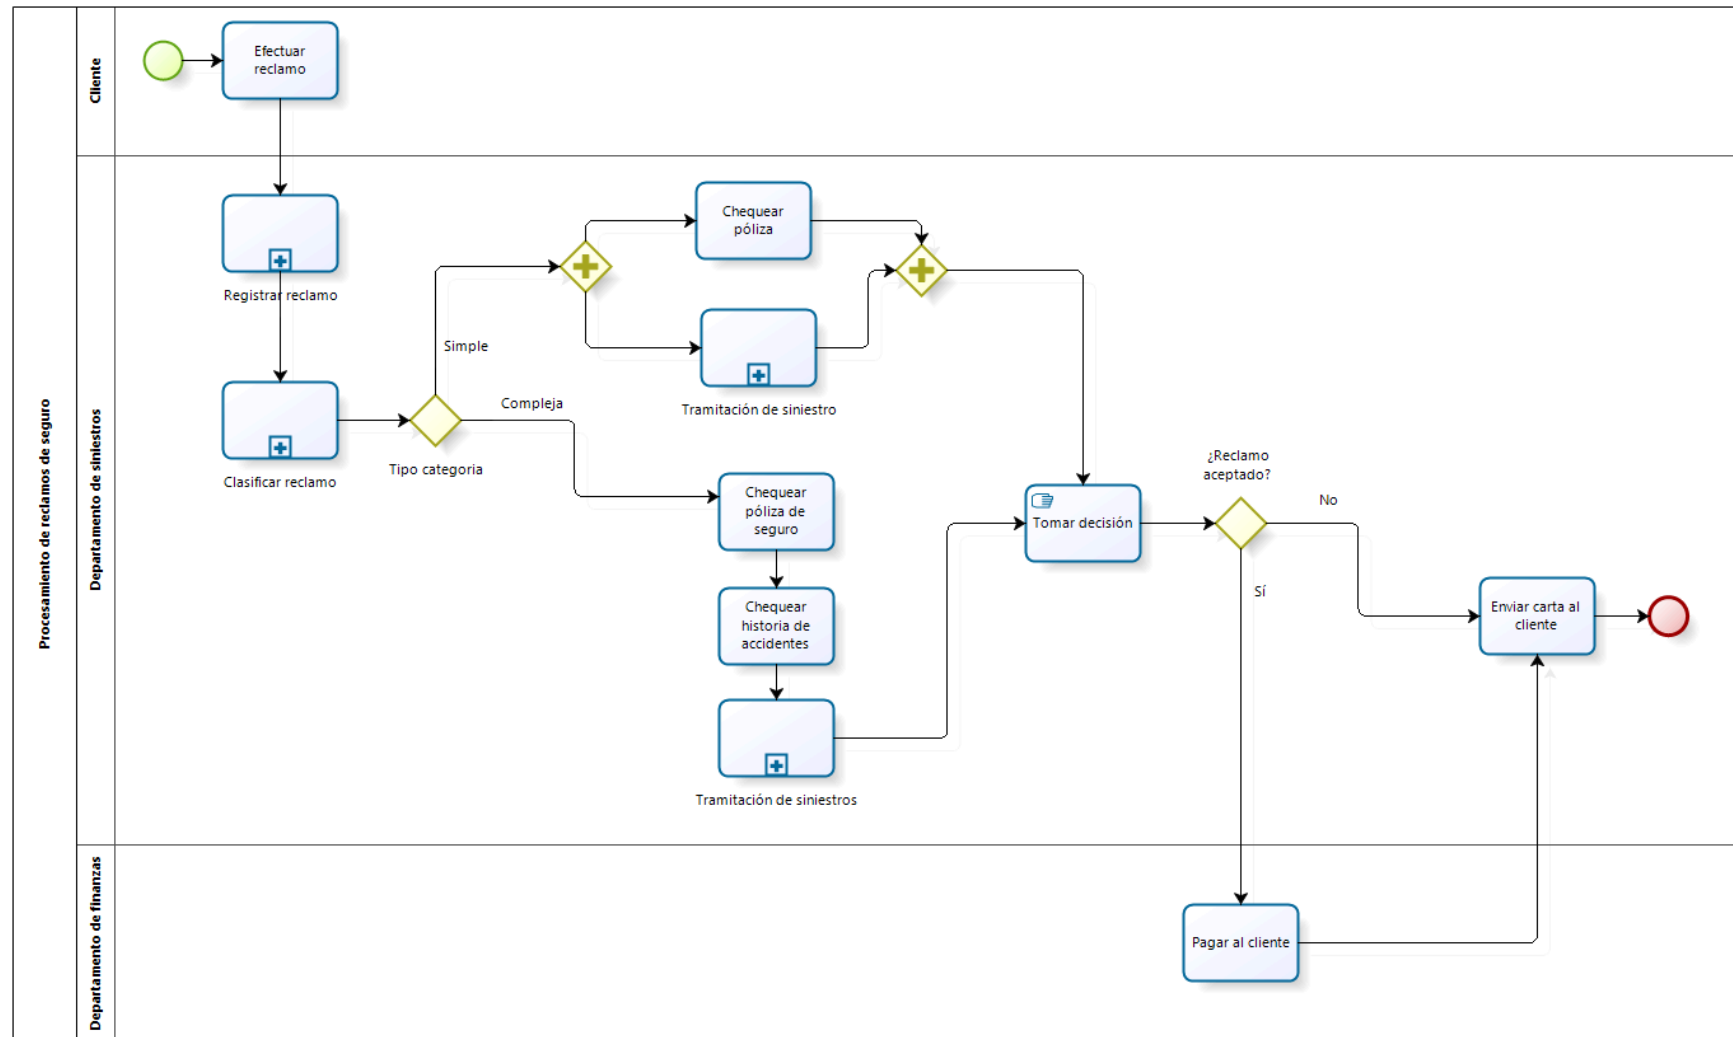 Procesamiento de reclamos de seguro
Cliente
Efectuar
reclamo
Departamento de siniestros
Registrar reclamo
Clasificar reclamo
Tipo categoria
Simple
Compleja
Chequear
póliza
Tramitación de siniestro
Chequear
póliza de
seguro
Chequear
historia de
accidentes
Tramitación de siniestros
Tomar decisión
¿Reclamo
aceptado?
No
Sí
Enviar carta al
cliente
Departamento de finanzas
Pagar al cliente